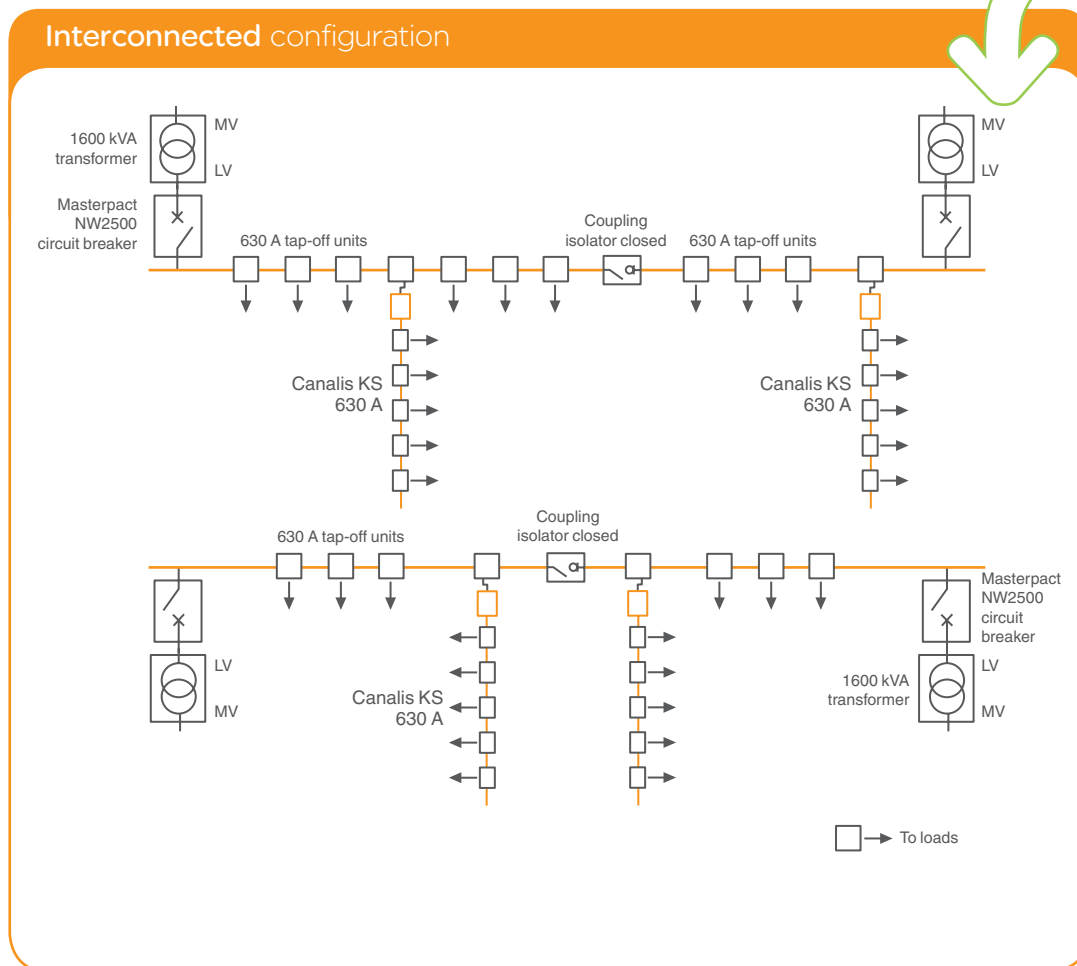 Interconnected configuration
1600 kVA
transformer
MV
LV
MV
LV
Masterpact
NW2500
circuit breaker
630 A tap-off units
Coupling
isolator closed
630 A tap-off units
Canalis KS
630 A
Canalis KS
630 A
630 A tap-off units
Coupling
isolator closed
Masterpact
NW2500
circuit
breaker
LV
MV
Canalis KS
630 A
1600 kVA
transformer
LV
MV
To loads